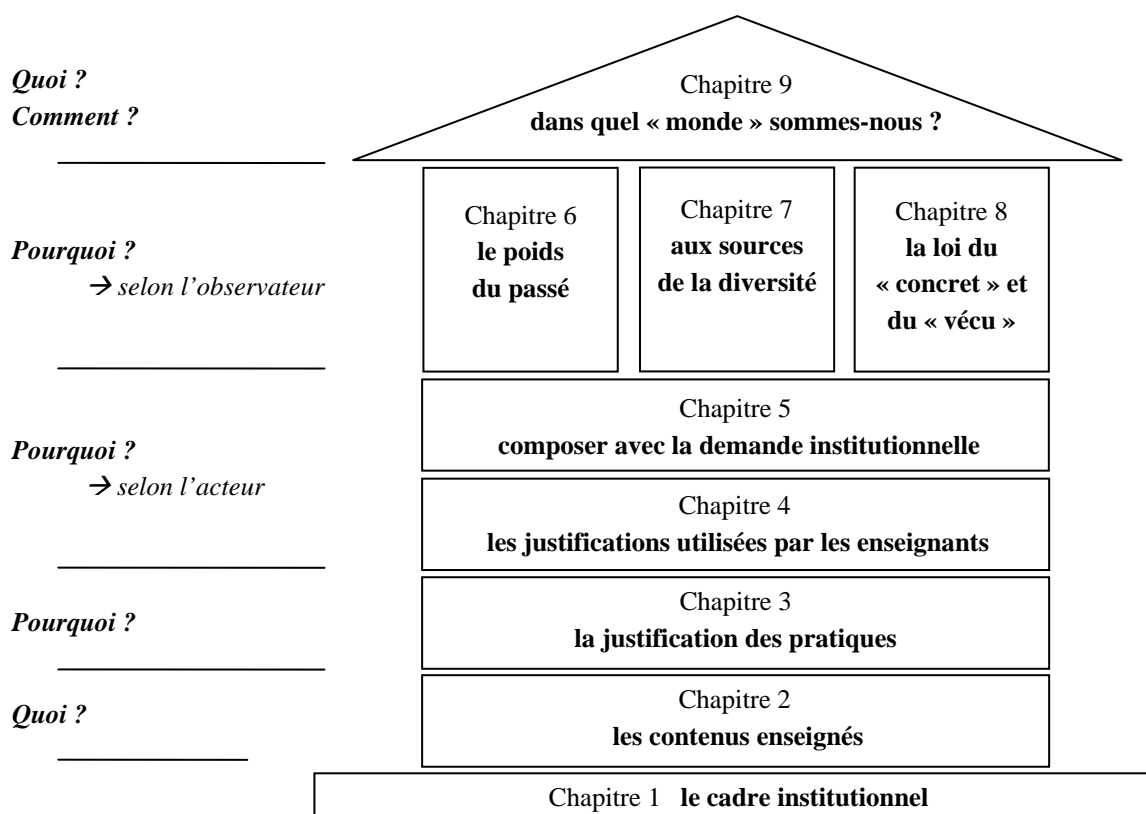 Quoi ?
Comment ?
Chapitre 9
dans quel « monde » sommes-nous ?
Pourquoi ?
→ selon l’observateur
Chapitre 6
le poids
du passé
Chapitre 7
aux sources
de la diversité
Chapitre 8
la loi du
« concret » et
du « vécu »
Pourquoi ?
→ selon l’acteur
Chapitre 5
composer avec la demande institutionnelle
Chapitre 4
les justifications utilisées par les enseignants
Pourquoi ?
Chapitre 3
la justification des pratiques
Quoi ?
Chapitre 2
les contenus enseignés
Chapitre 1 le cadre institutionnel